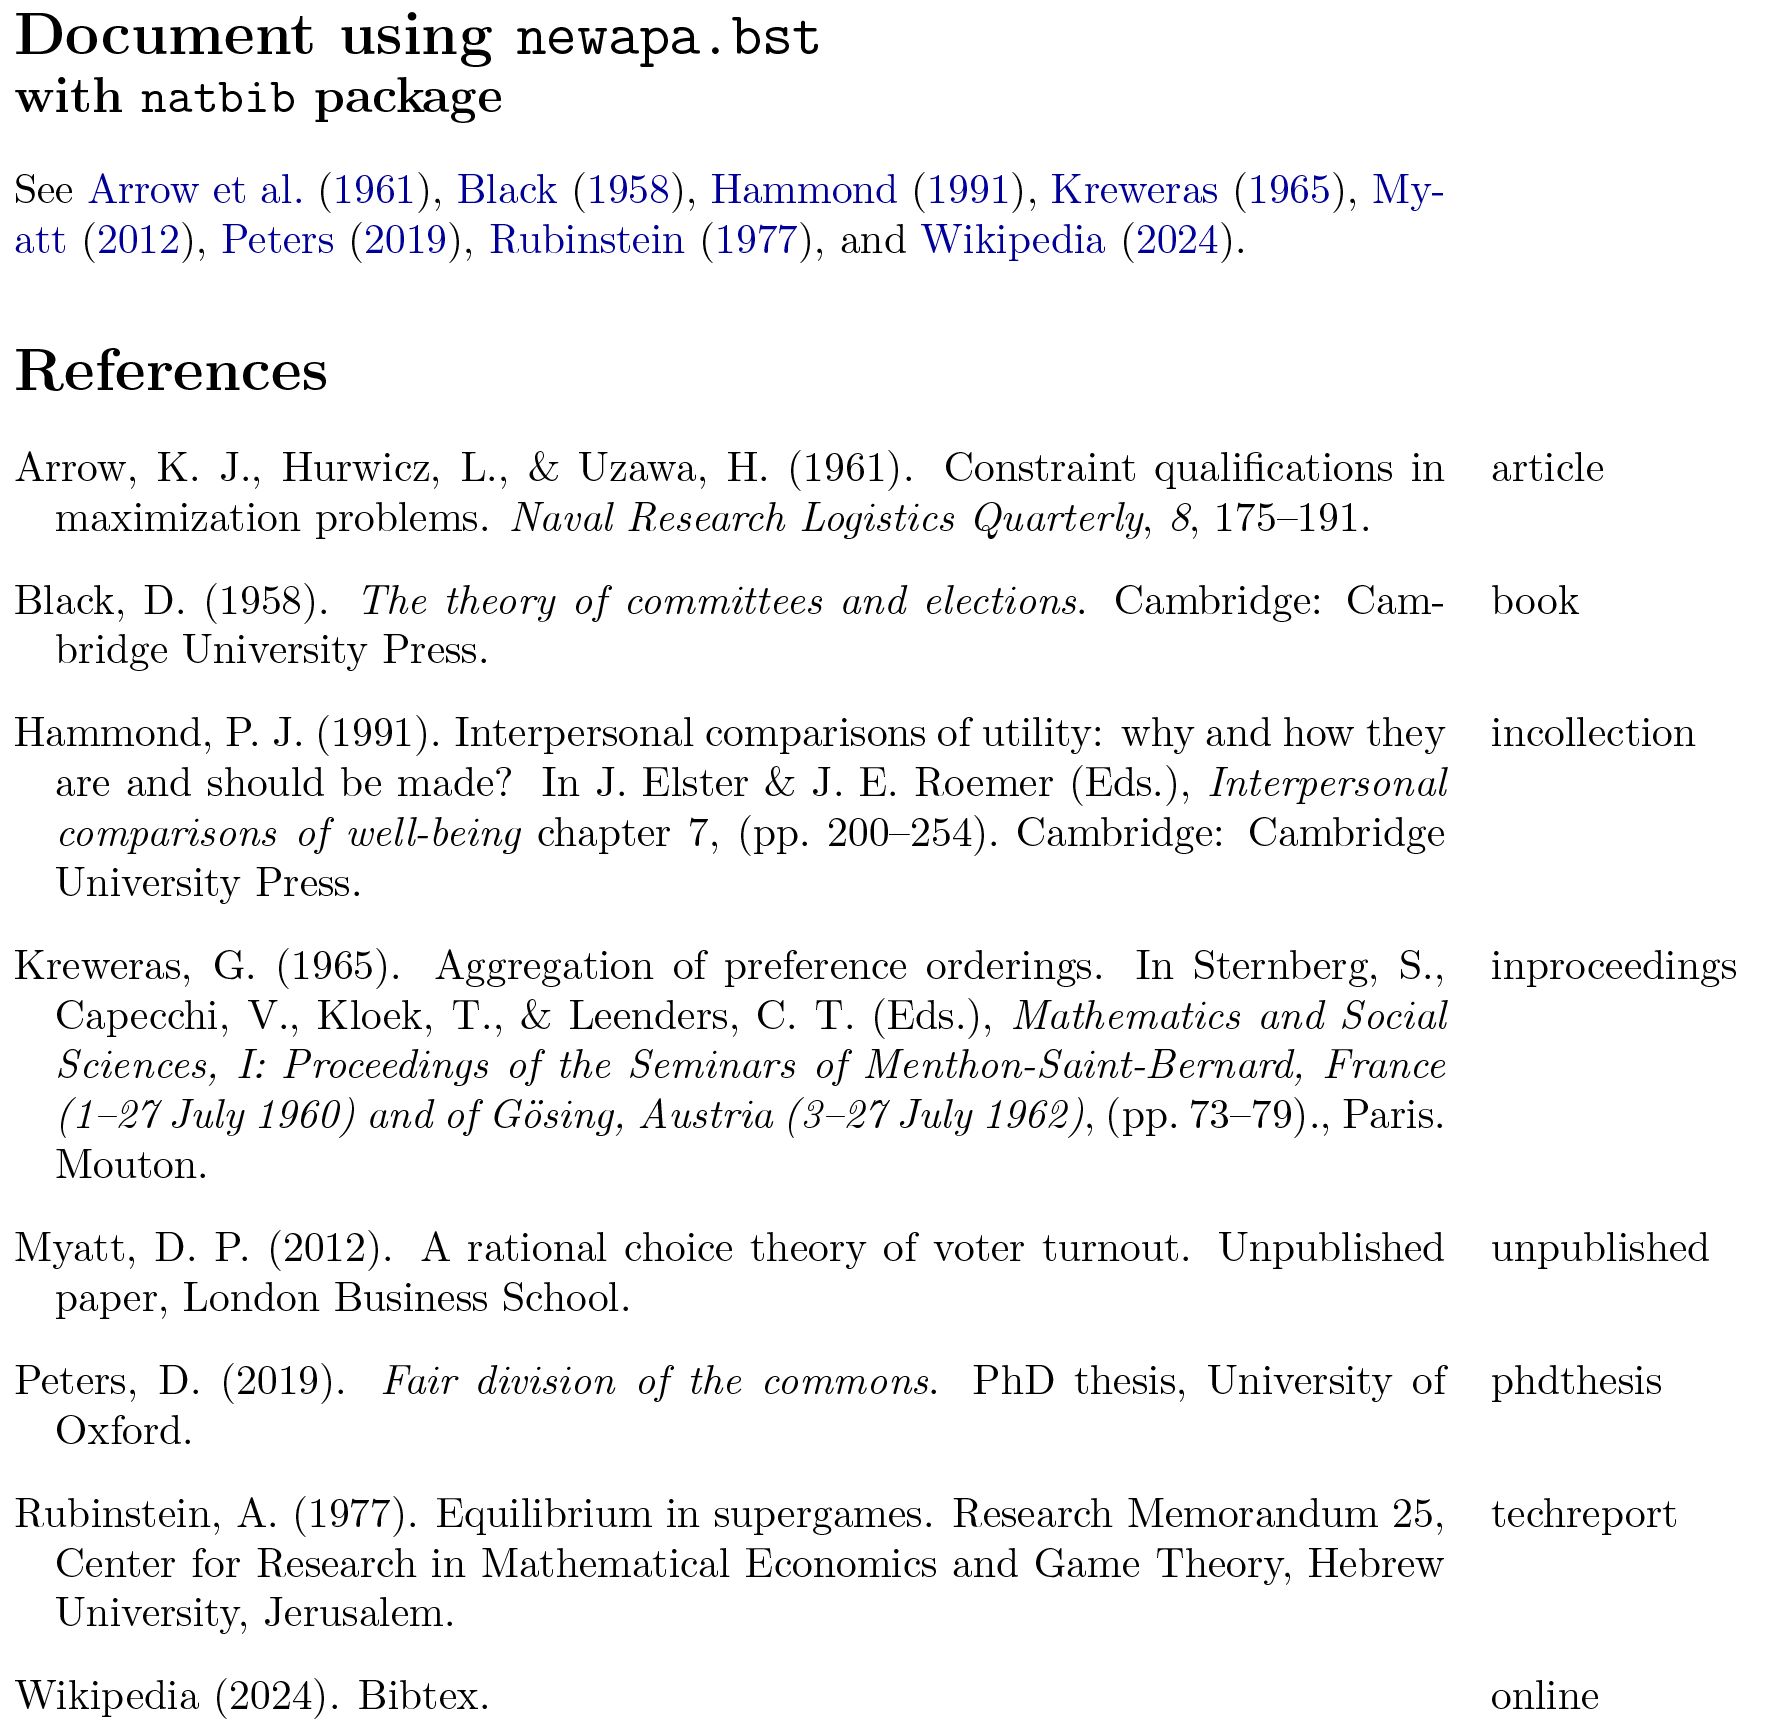 Document using newapa.bst
with natbib package
See Arrow et al. (1961), Black (1958), Hammond (1991), Kreweras (1965), My-
att (2012), Peters (2019), Rubinstein (1977), and Wikipedia (2024).
References
Arrow, K. J., Hurwicz, L., & Uzawa, H. (1961). Constraint qualifications in article
maximization problems. Naval Research Logistics Quarterly, 8, 175–191.
Black, D. (1958). The theory of committees and elections. Cambridge: Cam- book
bridge University Press.
Hammond, P. J. (1991). Interpersonal comparisons of utility: why and how they incollection
are and should be made? In J. Elster & J. E. Roemer (Eds.), Interpersonal
comparisons of well-being chapter 7, (pp. 200–254). Cambridge: Cambridge
University Press.
Kreweras, G. (1965). Aggregation of preference orderings. In Sternberg, S., inproceedings
Capecchi, V., Kloek, T., & Leenders, C. T. (Eds.), Mathematics and Social
Sciences, I: Proceedings of the Seminars of Menthon-Saint-Bernard, France
(1–27 July 1960) and of Gösing, Austria (3–27 July 1962), (pp. 73–79)., Paris.
Mouton.
Myatt, D. P. (2012). A rational choice theory of voter turnout. Unpublished unpublished
paper, London Business School.
Peters, D. (2019). Fair division of the commons. PhD thesis, University of phdthesis
Oxford.
Rubinstein, A. (1977). Equilibrium in supergames. Research Memorandum 25, techreport
Center for Research in Mathematical Economics and Game Theory, Hebrew
University, Jerusalem.
Wikipedia (2024). Bibtex. online